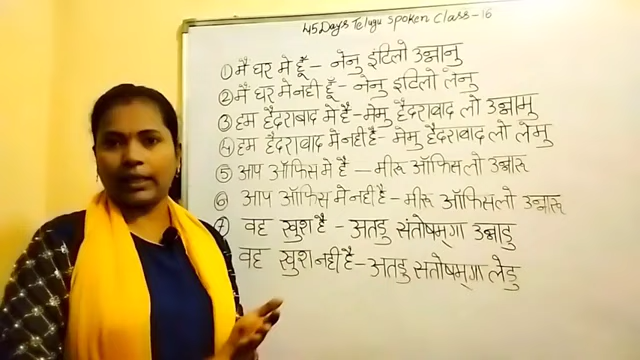 45 Days Telugu Spoken Class - 16
① मैं घर में हूँ - नेनु इंटिलो उन्नानु
② मैं घर में नहीं हूँ - नेनु इंटिलो लेनु
③ हम हैदराबाद में है - मेमु हैदराबाद लो उन्नामु
④ हम हैदराबाद में नहीं है - मेमु हैदराबाद लो लेमु
⑤ आप ऑफिस में है - मीरू ऑफिस लो उन्नारू
⑥ आप ऑफिस में नहीं है - मीरू ऑफिस लो उन्नारू
⑦ वह खुश है - अतडु संतोषम्‌गा उन्नाडु
वह खुश नहीं है - अतडु संतोषम्‌गा लेडु